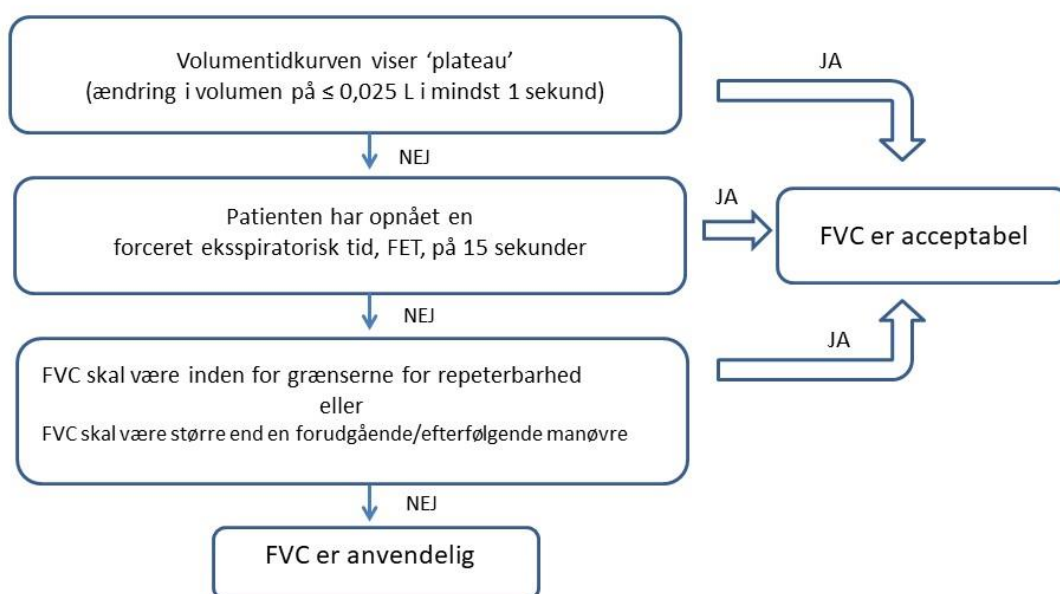 Volumentidkurven viser ‘plateau’
(ændring i volumen på ≤ 0,025 L i mindst 1 sekund)
JA
NEJ
Patienten har opnået en
forceret eksspiratorisk tid, FET, på 15 sekunder
JA
FVC er acceptabel
NEJ
FVC skal være inden for grænserne for repeterbarhed
eller
FVC skal være større end en forudgående/efterfølgende manøvre
JA
NEJ
FVC er anvendelig